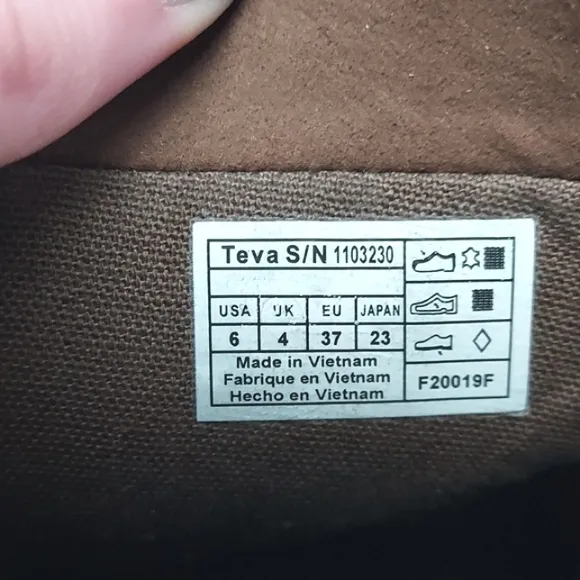 Teva S/N 1103230
USA UK EU JAPAN
6 4 37 23
Made in Vietnam
Fabrique en Vietnam
Hecho en Vietnam
F20019F